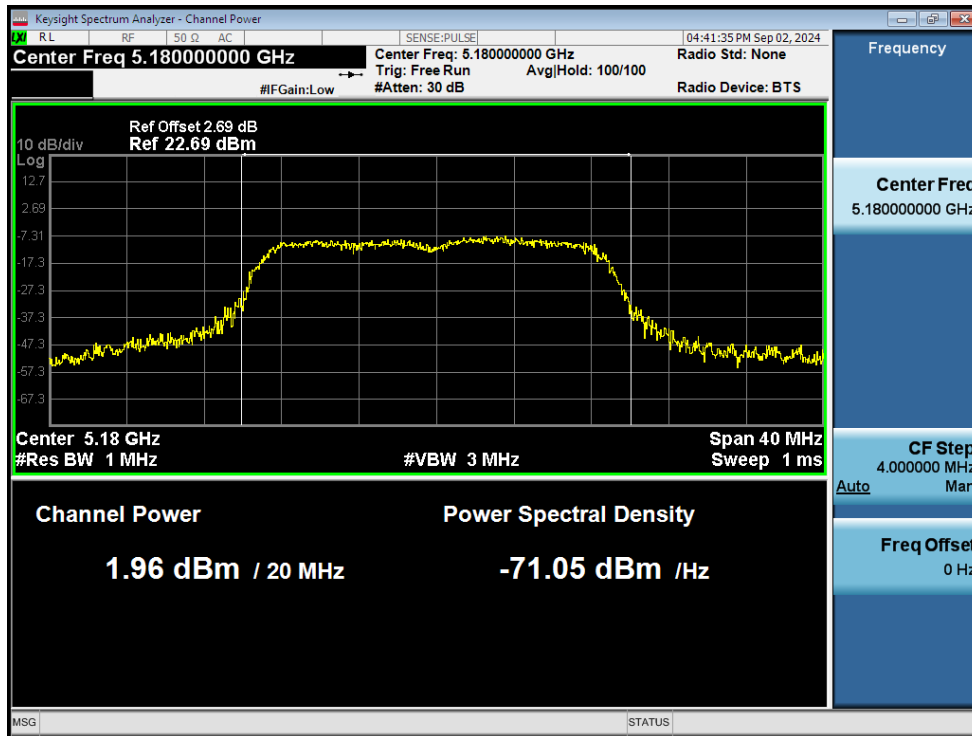 Keysight Spectrum Analyzer - Channel Power
LXI RL RF 50 Ω AC SENSE:PULSE 04:41:35 PM Sep 02, 2024
Center Freq 5.180000000 GHz
#IFGain:Low
Center Freq: 5.180000000 GHz
Trig: Free Run Avg|Hold: 100/100
#Atten: 30 dB
Radio Std: None
Radio Device: BTS
Frequency
Ref Offset 2.69 dB
10 dB/div Ref 22.69 dBm
Log
12.7
2.69
-7.31
-17.3
-27.3
-37.3
-47.3
-57.3
-67.3
Center 5.18 GHz Span 40 MHz
#Res BW 1 MHz #VBW 3 MHz Sweep 1 ms
Channel Power Power Spectral Density
1.96 dBm / 20 MHz -71.05 dBm /Hz
Center Freq
5.180000000 GHz
CF Step
4.000000 MHz
Auto Man
Freq Offset
0 Hz
MSG STATUS